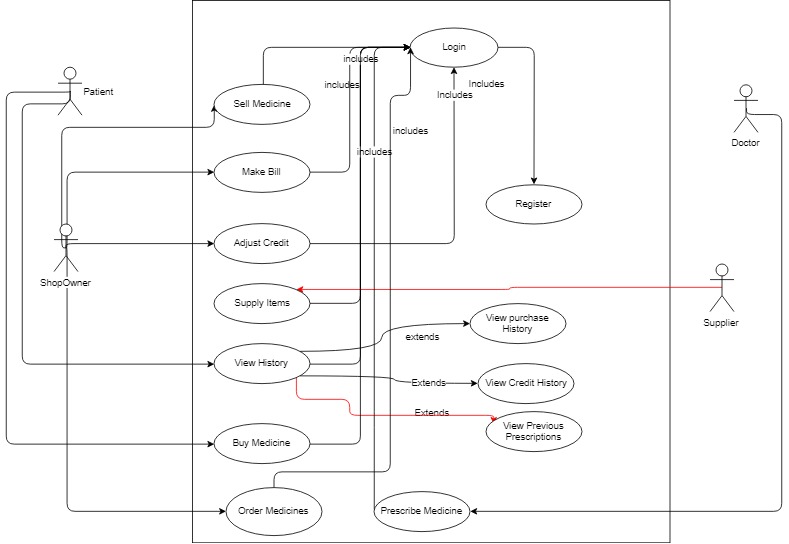 Login
includes
Patient
includes
Includes
Includes
Sell Medicine
includes
Doctor
includes
Make Bill
Register
Adjust Credit
ShopOwner
Supply Items
Supplier
View purchase
History
extends
View History
Extends
View Credit History
Extends
View Previous
Prescriptions
Buy Medicine
Order Medicines
Prescribe Medicine